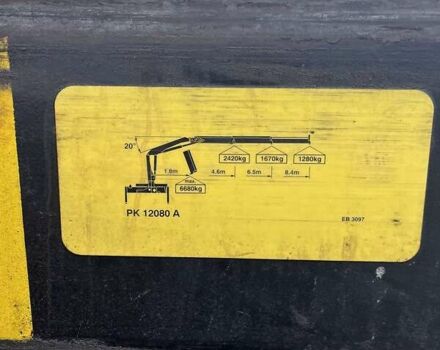 20°
2420kg 1670kg 1280kg
1.8m 4.6m 6.5m 8.4m
max.
6680kg
PK 12080 A
EB 3097